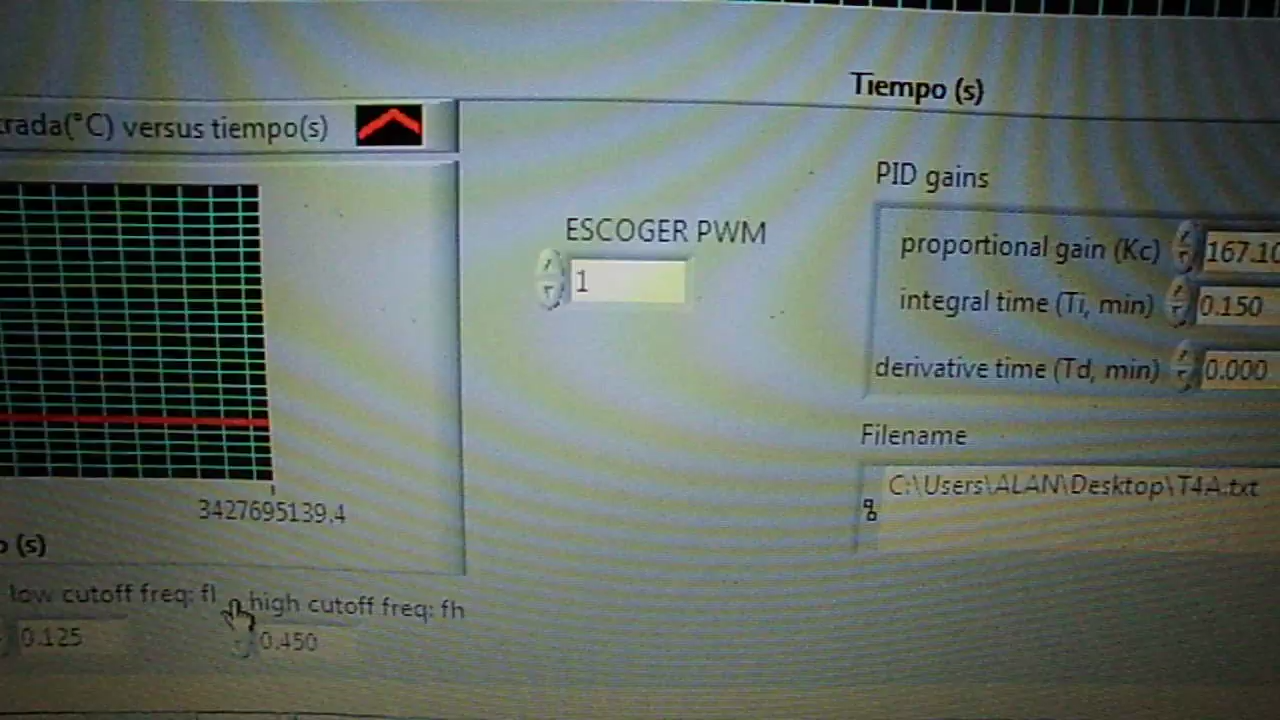 Tiempo (s)
(°C) versus tiempo(s)
PID gains
ESCOGER PWM
1
proportional gain (Kc)
167.10
integral time (Ti, min)
0.150
derivative time (Td, min)
0.000
Filename
C:\Users\ALAN\Desktop\T4A.txt
3427695139.4
(s)
low cutoff freq: fl
high cutoff freq: fh
0.125
0.450